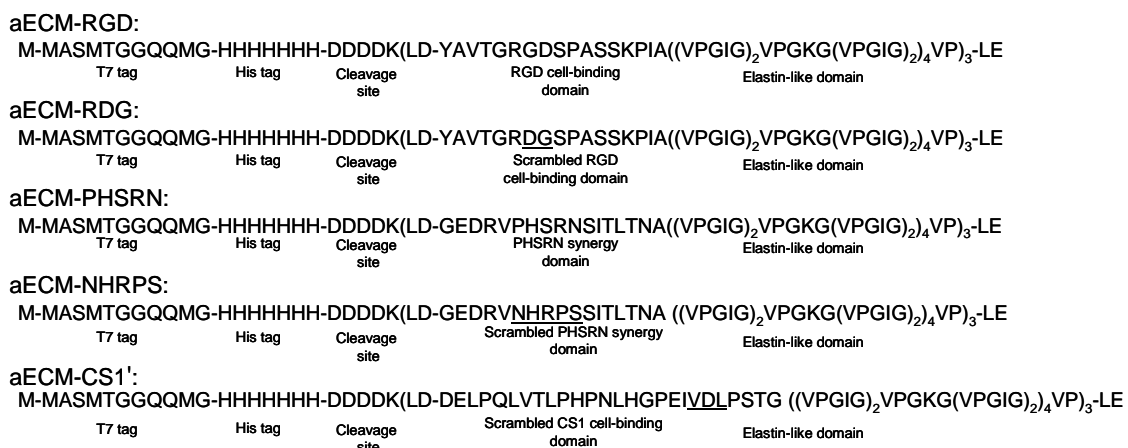 aECM-RGD:
M-MASMTGGQQMG-HHHHHHH-DDDDK(LD-YAVTGRGDSPASSKPIA((VPGIG)₂VPGKG(VPGIG)₂)₄VP)₃-LE
T7 tag His tag Cleavage RGD cell-binding Elastin-like domain
site domain
aECM-RDG:
M-MASMTGGQQMG-HHHHHHH-DDDDK(LD-YAVTGRDGSPASSKPIA((VPGIG)₂VPGKG(VPGIG)₂)₄VP)₃-LE
T7 tag His tag Cleavage Scrambled RGD Elastin-like domain
site cell-binding domain
aECM-PHSRN:
M-MASMTGGQQMG-HHHHHHH-DDDDK(LD-GEDRVPHSRNSITLTNA((VPGIG)₂VPGKG(VPGIG)₂)₄VP)₃-LE
T7 tag His tag Cleavage PHSRN synergy Elastin-like domain
site domain
aECM-NHRPS:
M-MASMTGGQQMG-HHHHHHH-DDDDK(LD-GEDRVNHRPSSITLTNA ((VPGIG)₂VPGKG(VPGIG)₂)₄VP)₃-LE
T7 tag His tag Cleavage Scrambled PHSRN synergy Elastin-like domain
site domain
aECM-CS1':
M-MASMTGGQQMG-HHHHHHH-DDDDK(LD-DELPQLVTLPHPNLHGPEIVDLPSTG ((VPGIG)₂VPGKG(VPGIG)₂)₄VP)₃-LE
T7 tag His tag Cleavage Scrambled CS1 cell-binding Elastin-like domain
site domain